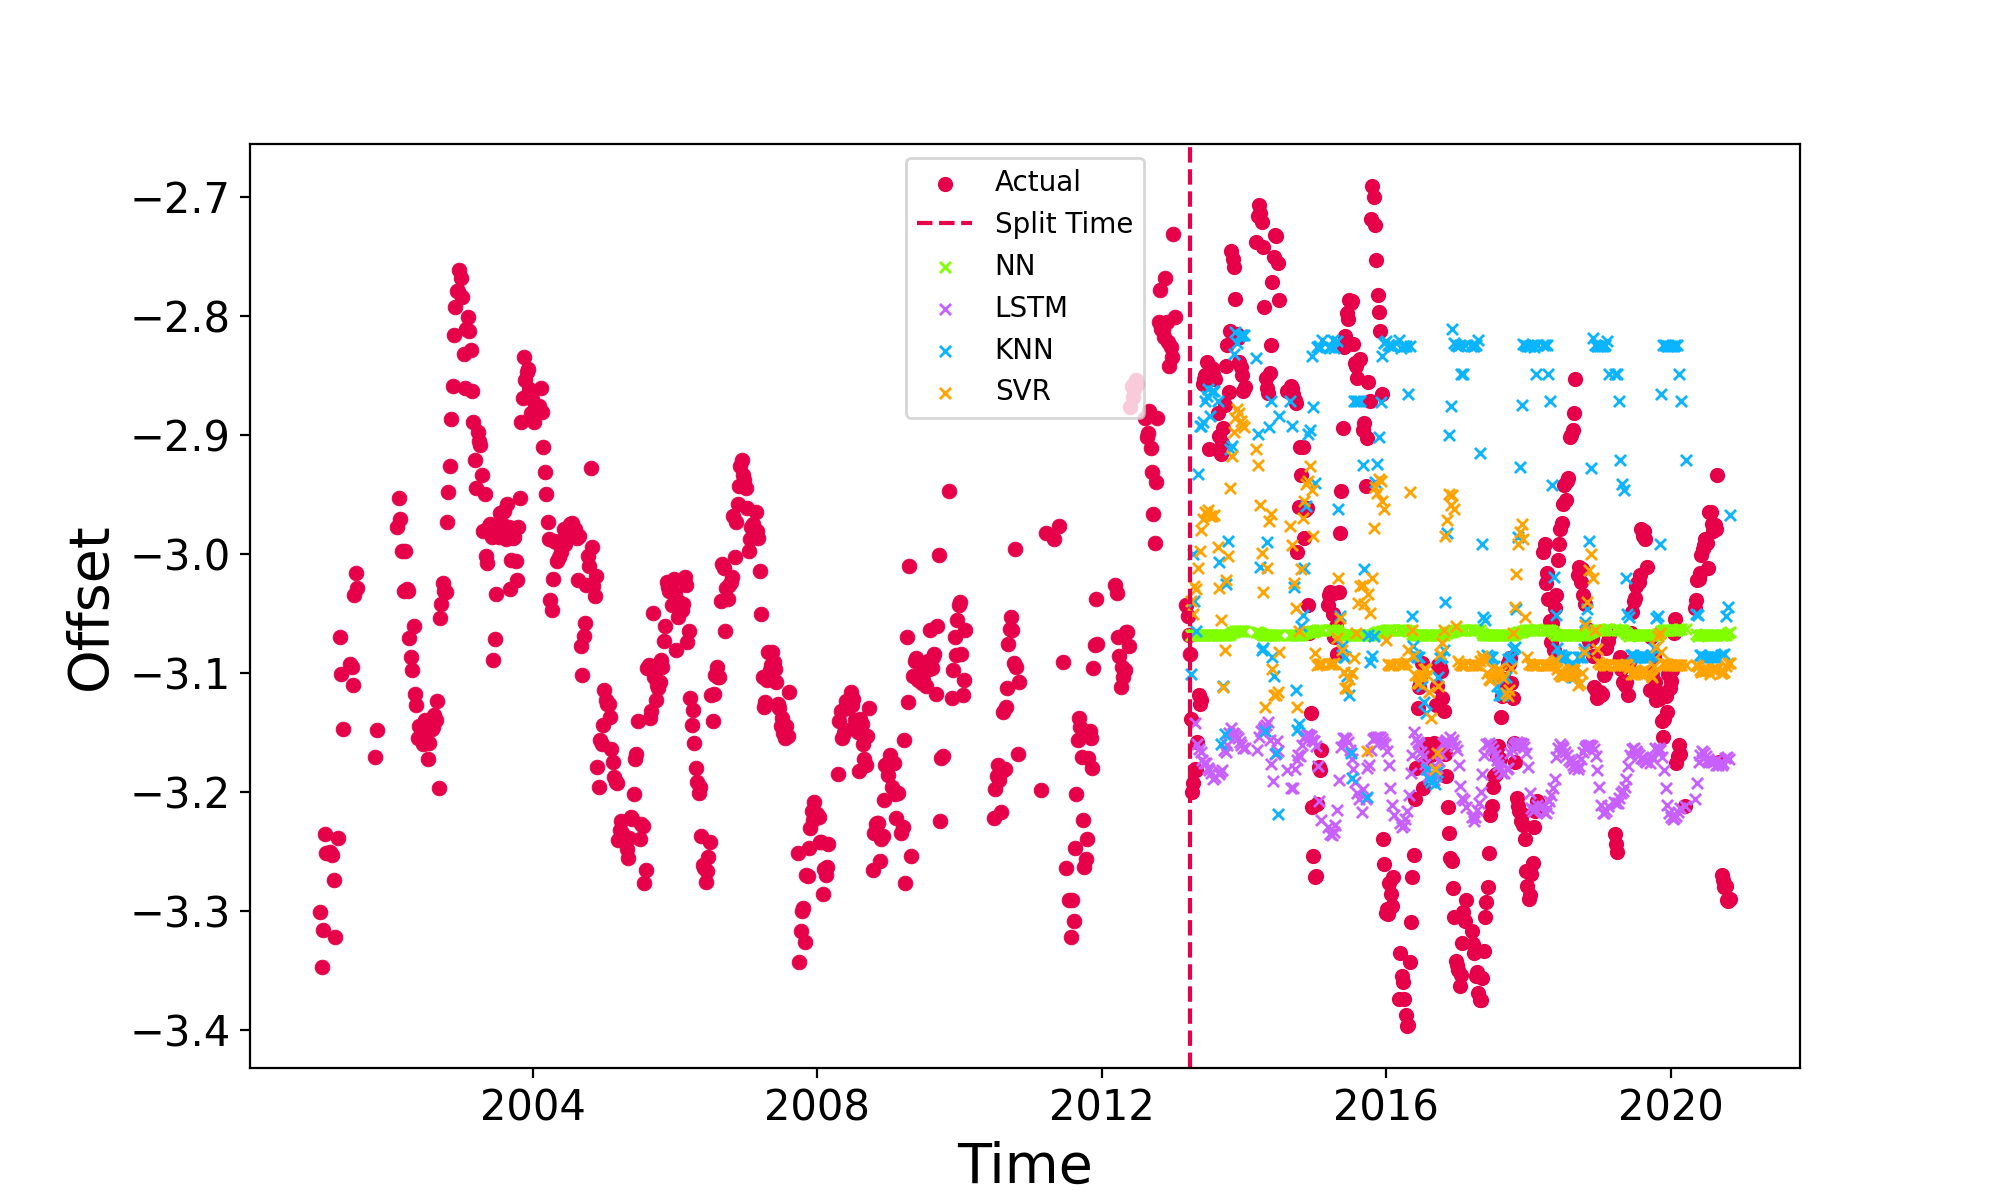 Actual
Split Time
NN
LSTM
KNN
SVR
−2.7
−2.8
−2.9
−3.0
−3.1
−3.2
−3.3
−3.4
Offset
2004 2008 2012 2016 2020
Time